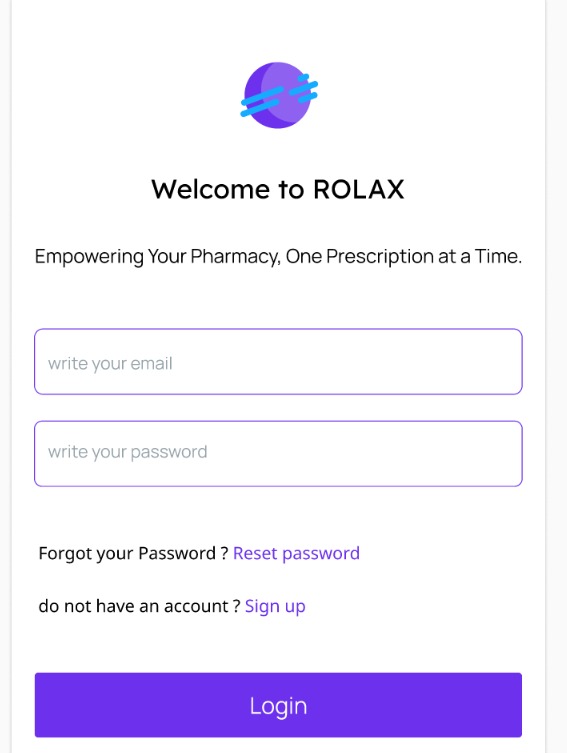 Welcome to ROLAX
Empowering Your Pharmacy, One Prescription at a Time.
write your email
write your password
Forgot your Password ? Reset password
do not have an account ? Sign up
Login